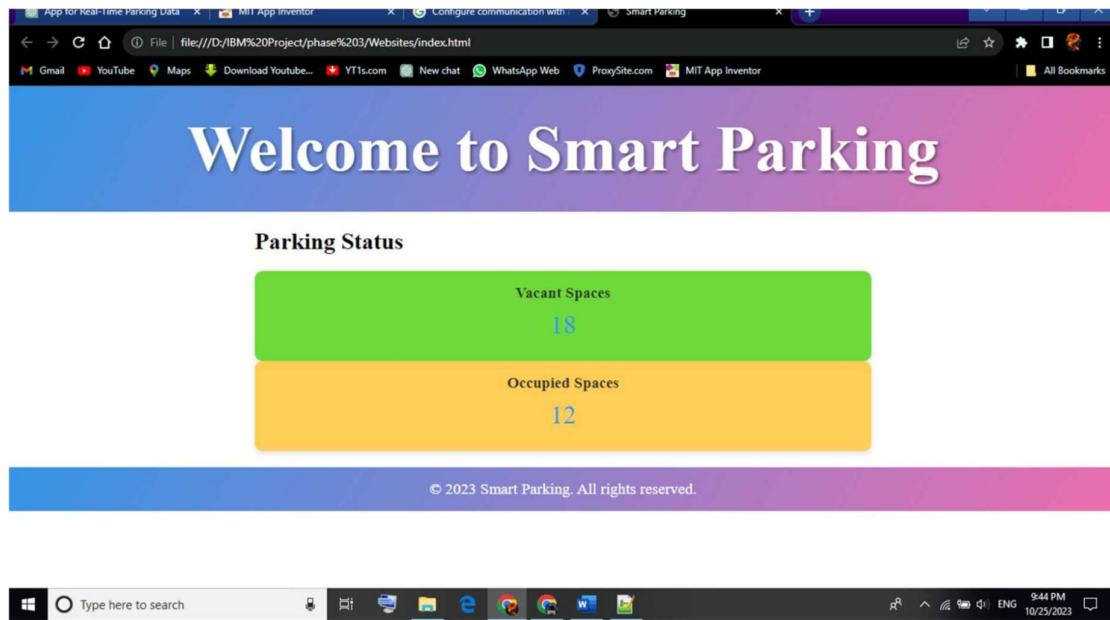 App for Real-Time Parking Data
MIT App Inventor
Configure communication with
Smart Parking
File
file:///D:/IBM%20Project/phase%203/Websites/index.html
Gmail
YouTube
Maps
Download Youtube...
YT1s.com
New chat
WhatsApp Web
ProxySite.com
MIT App Inventor
All Bookmarks
Welcome to Smart Parking
Parking Status
Vacant Spaces
18
Occupied Spaces
12
© 2023 Smart Parking. All rights reserved.
Type here to search
ENG
9:44 PM
10/25/2023